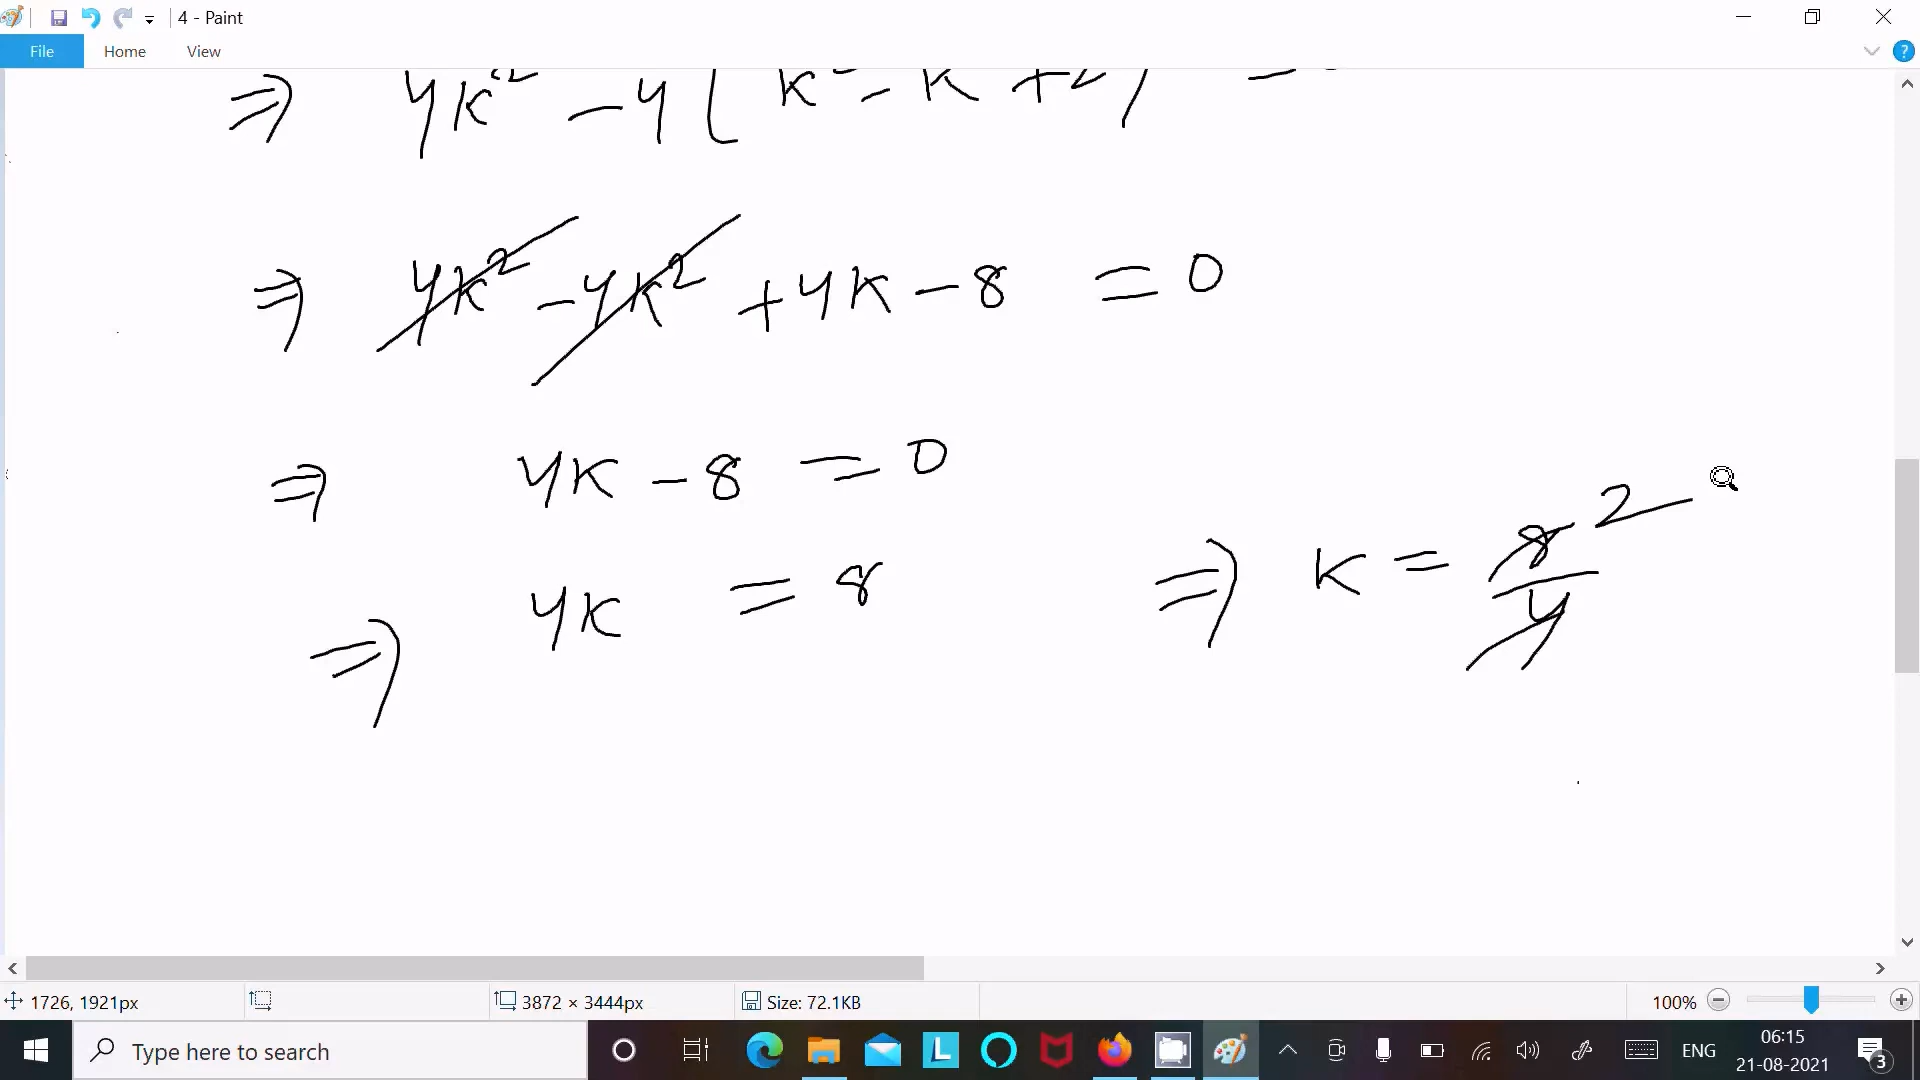 4 - Paint
File Home View
⇒ 4K² - 4 ( K² - K + 2 ) =
⇒ 4K² - 4K² + 4K - 8 = 0
⇒ 4K - 8 = 0
⇒ 4K = 8 ⇒ K = 8/4 2
1726, 1921px 3872 × 3444px Size: 72.1KB 100%
Type here to search ENG 06:15
21-08-2021 3